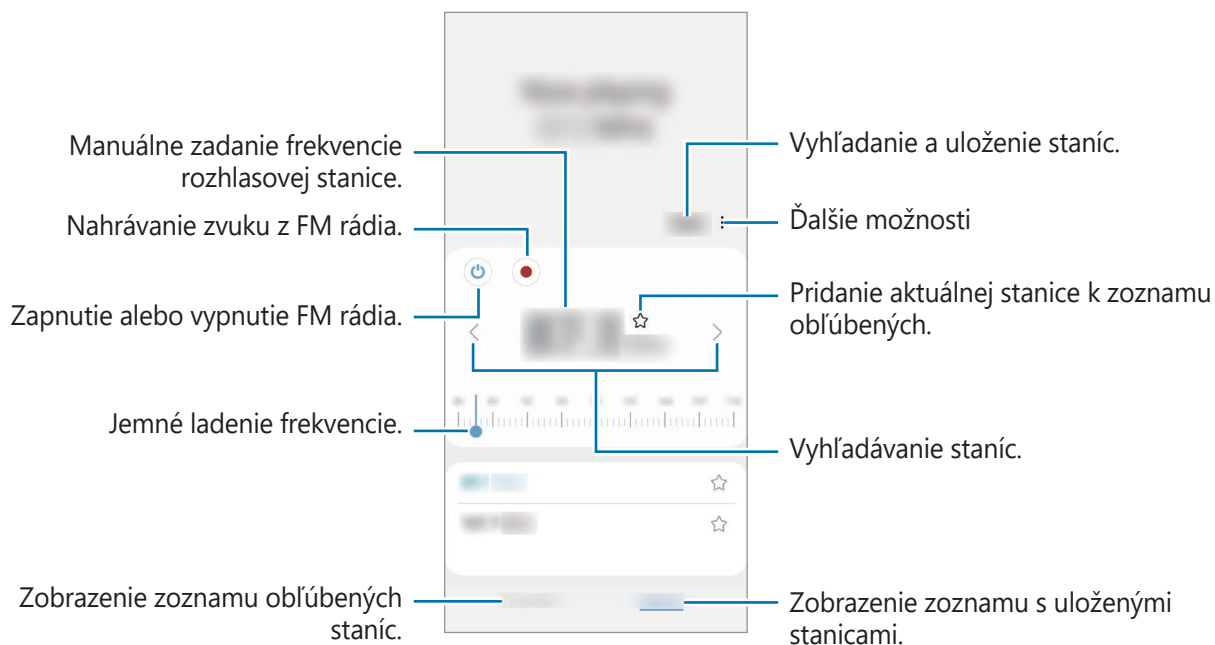 Manuálne zadanie frekvencie
rozhlasovej stanice.
Nahrávanie zvuku z FM rádia.
Zapnutie alebo vypnutie FM rádia.
Jemné ladenie frekvencie.
Zobrazenie zoznamu obľúbených
staníc.
Vyhľadanie a uloženie staníc.
Ďalšie možnosti
Pridanie aktuálnej stanice k zoznamu
obľúbených.
Vyhľadávanie staníc.
Zobrazenie zoznamu s uloženými
stanicami.